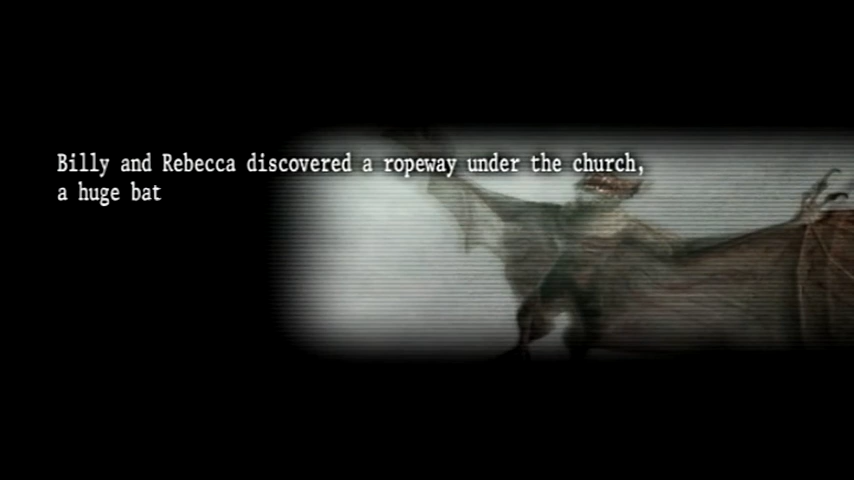 Billy and Rebecca discovered a ropeway under the church,
a huge bat